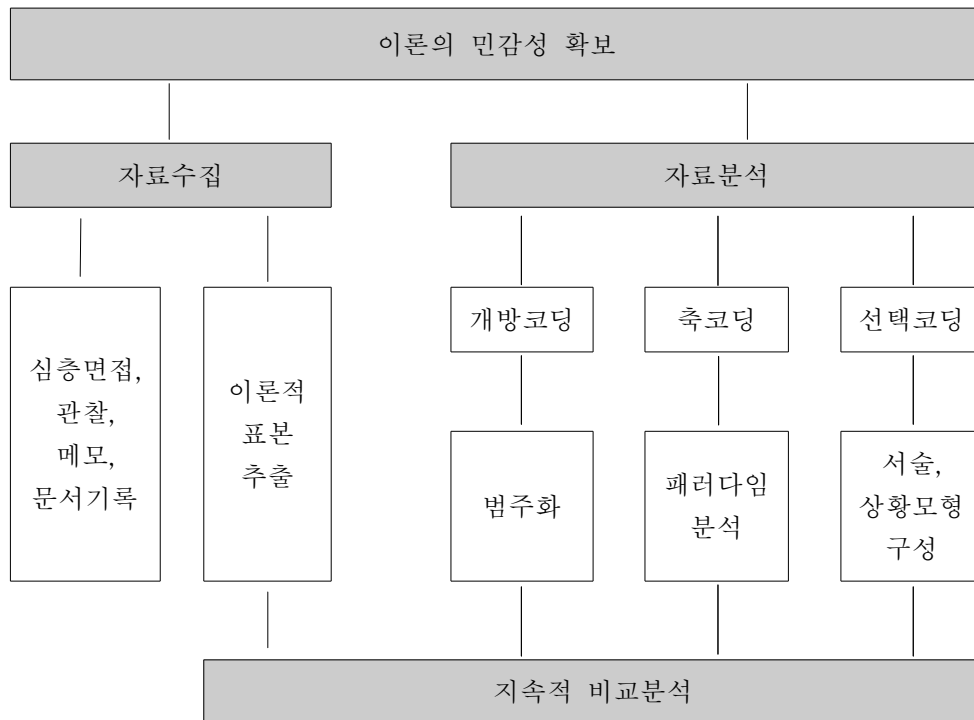 이론의 민감성 확보
자료수집
자료분석
심층면접,
관찰,
메모,
문서기록
이론적
표본
추출
개방코딩
축코딩
선택코딩
범주화
패러다임
분석
서술,
상황모형
구성
지속적 비교분석